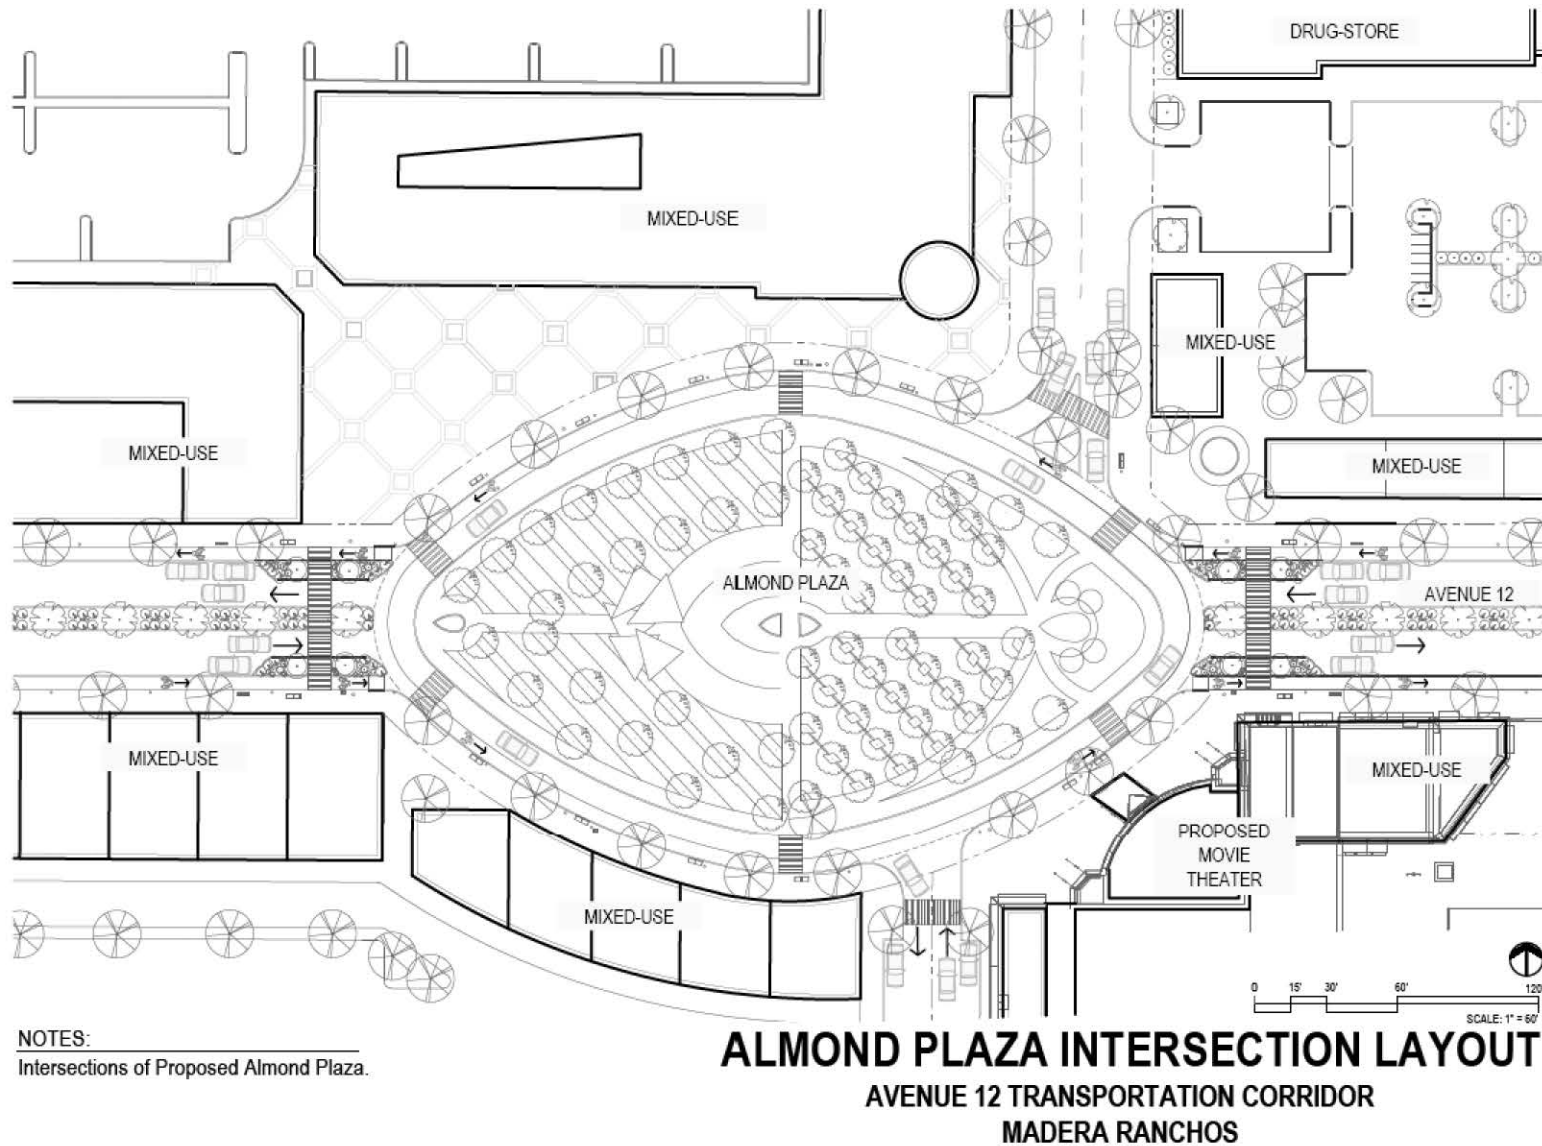 DRUG-STORE
MIXED-USE
MIXED-USE
MIXED-USE
MIXED-USE
ALMOND PLAZA
AVENUE 12
MIXED-USE
MIXED-USE
PROPOSED
MOVIE
THEATER
MIXED-USE
0 15' 30' 60' 120
SCALE: 1" = 60'
NOTES:
Intersections of Proposed Almond Plaza.
ALMOND PLAZA INTERSECTION LAYOUT
AVENUE 12 TRANSPORTATION CORRIDOR
MADERA RANCHOS